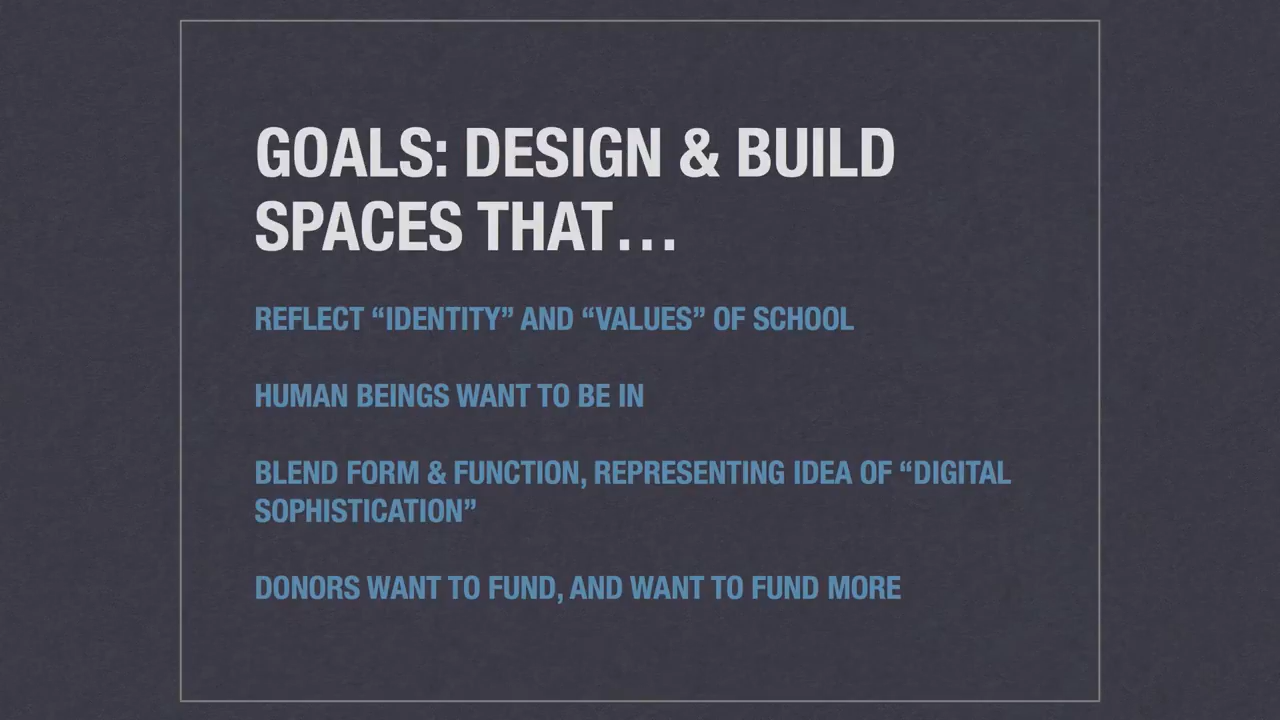 GOALS: DESIGN & BUILD
SPACES THAT…
REFLECT “IDENTITY” AND “VALUES” OF SCHOOL
HUMAN BEINGS WANT TO BE IN
BLEND FORM & FUNCTION, REPRESENTING IDEA OF “DIGITAL
SOPHISTICATION”
DONORS WANT TO FUND, AND WANT TO FUND MORE